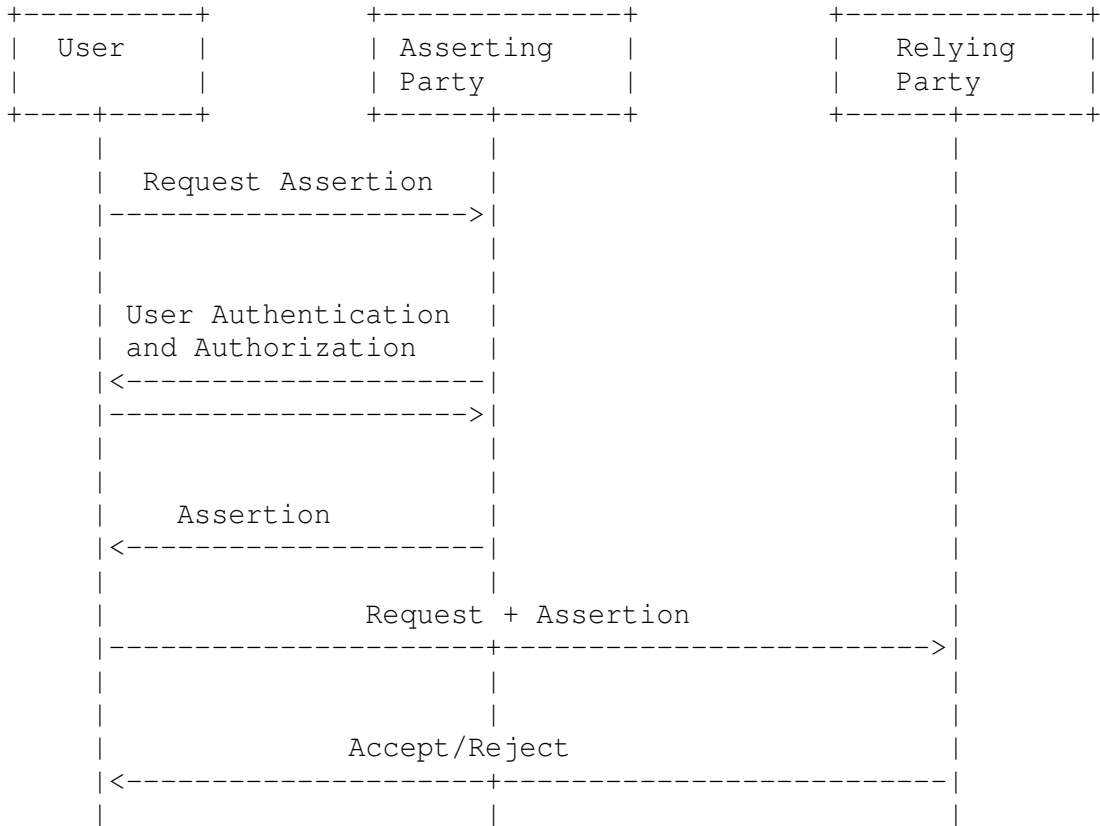 User
Asserting
Party
Relying
Party
Request Assertion
User Authentication
and Authorization
Assertion
Request + Assertion
Accept/Reject